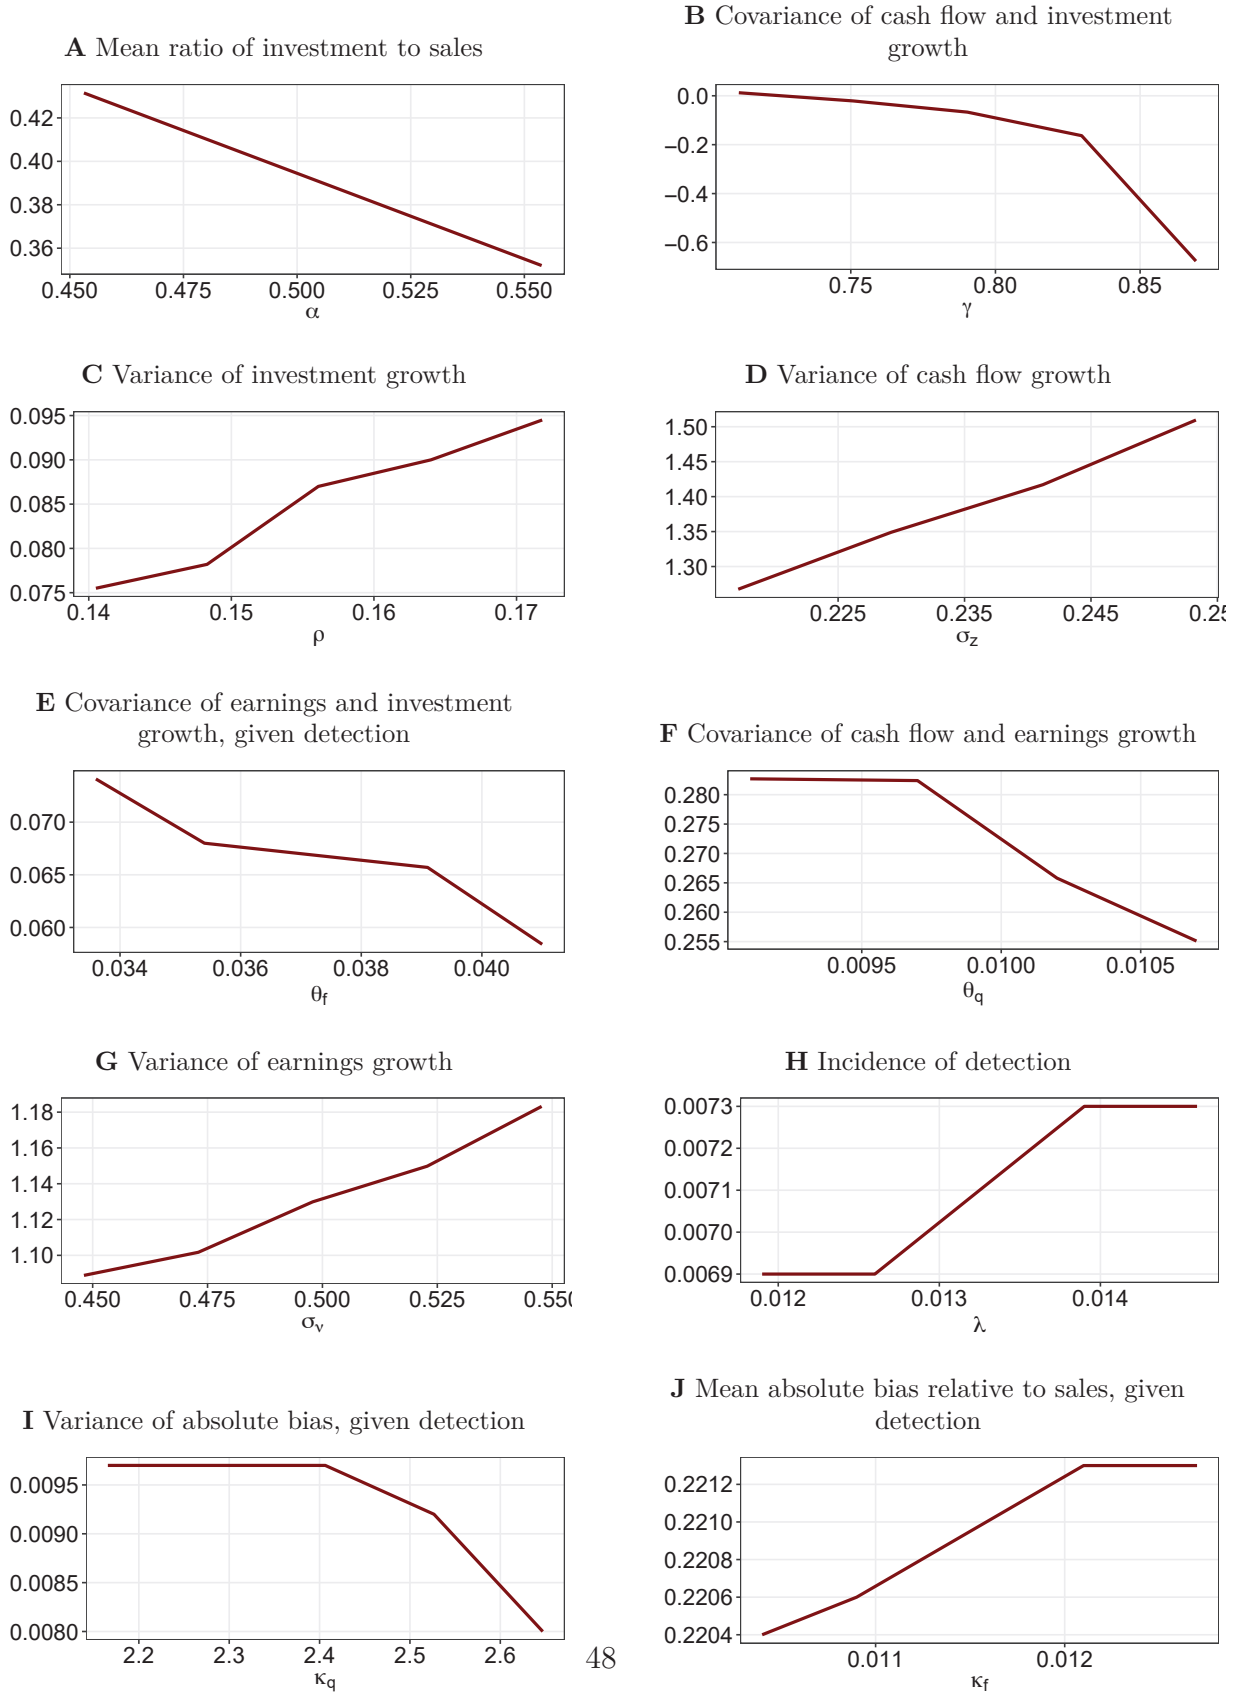 A Mean ratio of investment to sales
0.42
0.40
0.38
0.36
0.450 0.475 0.500 0.525 0.550
α
B Covariance of cash flow and investment
growth
0.0
−0.2
−0.4
−0.6
0.75 0.80 0.85
γ
C Variance of investment growth
0.095
0.090
0.085
0.080
0.075
0.14 0.15 0.16 0.17
ρ
D Variance of cash flow growth
1.50
1.45
1.40
1.35
1.30
0.225 0.235 0.245
σz
E Covariance of earnings and investment
growth, given detection
0.070
0.065
0.060
0.034 0.036 0.038 0.040
θf
F Covariance of cash flow and earnings growth
0.280
0.275
0.270
0.265
0.260
0.255
0.0095 0.0100 0.0105
θq
G Variance of earnings growth
1.18
1.16
1.14
1.12
1.10
0.450 0.475 0.500 0.525 0.550
σν
H Incidence of detection
0.0073
0.0072
0.0071
0.0070
0.0069
0.012 0.013 0.014
λ
I Variance of absolute bias, given detection
0.0095
0.0090
0.0085
0.0080
2.2 2.3 2.4 2.5 2.6
κq
J Mean absolute bias relative to sales, given
detection
0.2212
0.2210
0.2208
0.2206
0.2204
0.011 0.012
κf
48